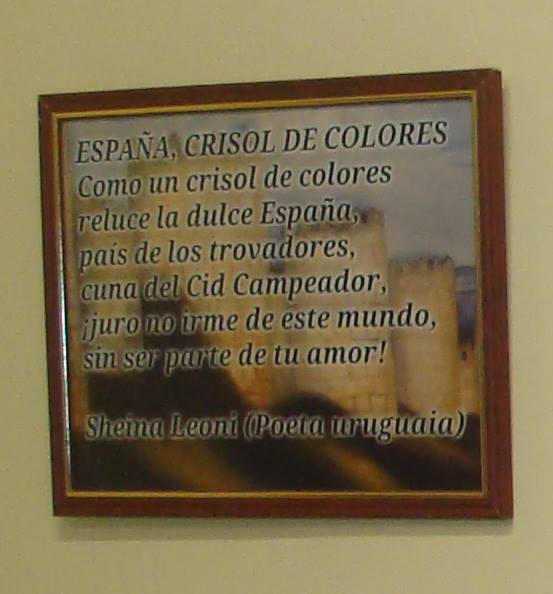 ESPAÑA, CRISOL DE COLORES
Como un crisol de colores
reluce la dulce España,
país de los trovadores,
cuna del Cid Campeador,
¡juro no irme de este mundo,
sin ser parte de tu amor!
Sheina Leoni (Poeta uruguaia)